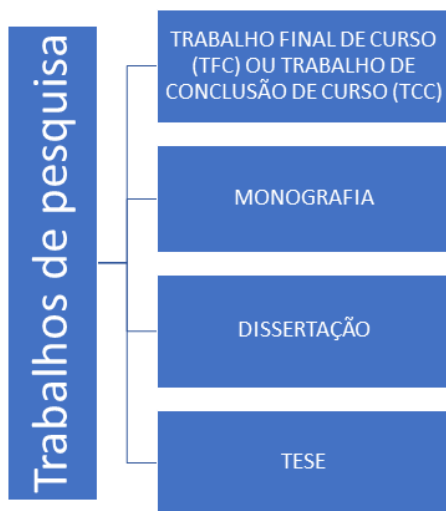 Trabalhos de pesquisa
TRABALHO FINAL DE CURSO
(TFC) OU TRABALHO DE
CONCLUSÃO DE CURSO (TCC)
MONOGRAFIA
DISSERTAÇÃO
TESE